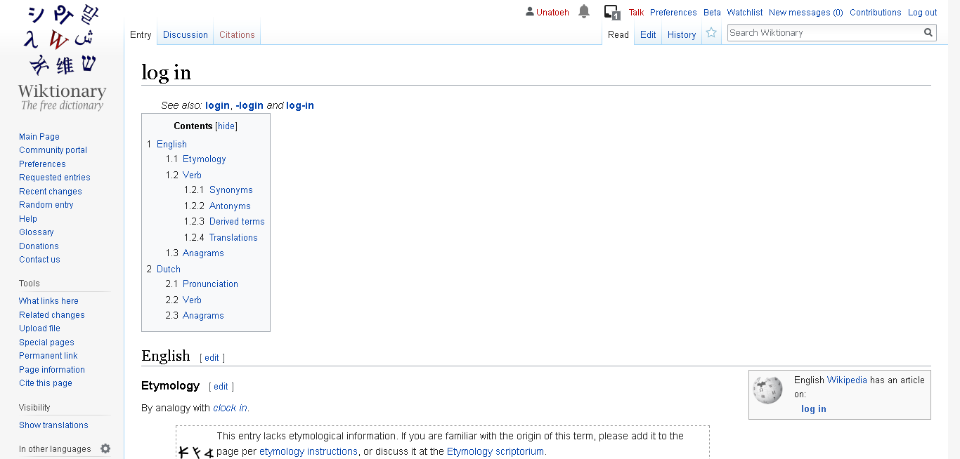 Unatoeh 1 Talk Preferences Beta Watchlist New messages (0) Contributions Log out
Entry Discussion Citations Read Edit History Search Wiktionary
シ
Wiktionary
The free dictionary
Main Page
Community portal
Preferences
Requested entries
Recent changes
Random entry
Help
Glossary
Donations
Contact us
Tools
What links here
Related changes
Upload file
Special pages
Permanent link
Page information
Cite this page
Visibility
Show translations
In other languages
log in
See also: login, -login and log-in
Contents [hide]
1 English
1.1 Etymology
1.2 Verb
1.2.1 Synonyms
1.2.2 Antonyms
1.2.3 Derived terms
1.2.4 Translations
1.3 Anagrams
2 Dutch
2.1 Pronunciation
2.2 Verb
2.3 Anagrams
English [ edit ]
Etymology [ edit ]
By analogy with clock in.
English Wikipedia has an article
on:
log in
This entry lacks etymological information. If you are familiar with the origin of this term, please add it to the
page per etymology instructions, or discuss it at the Etymology scriptorium.